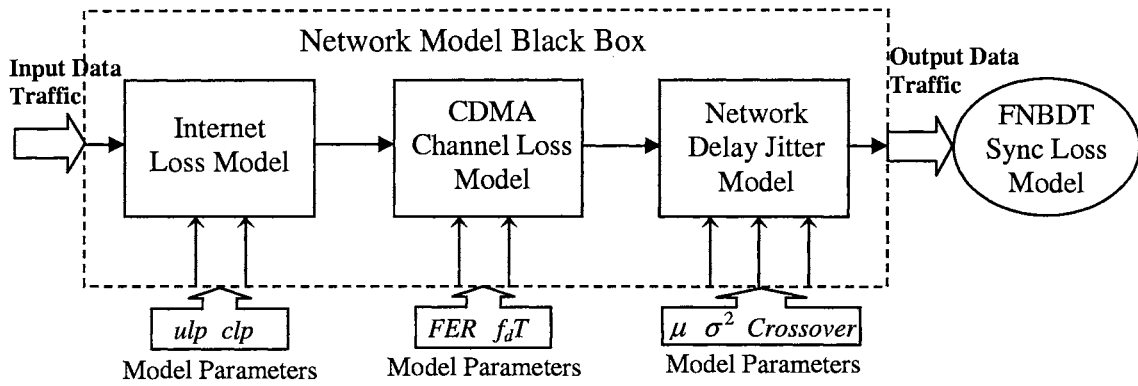 Network Model Black Box
Input Data
Traffic
Internet
Loss Model
CDMA
Channel Loss
Model
Network
Delay Jitter
Model
Output Data
Traffic
FNBDT
Sync Loss
Model
ulp clp
Model Parameters
FER f_dT
Model Parameters
μ σ² Crossover
Model Parameters